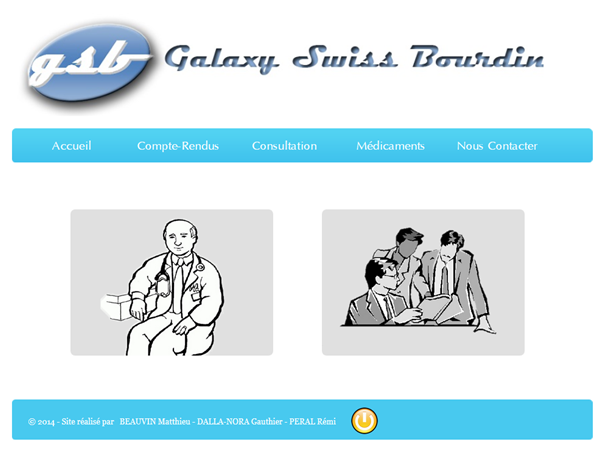 gsb Galaxy Swiss Bourdin
Accueil Compte-Rendus Consultation Médicaments Nous Contacter
© 2014 - Site réalisé par BEAUVIN Matthieu - DALLA-NORA Gauthier - PERAL Rémi